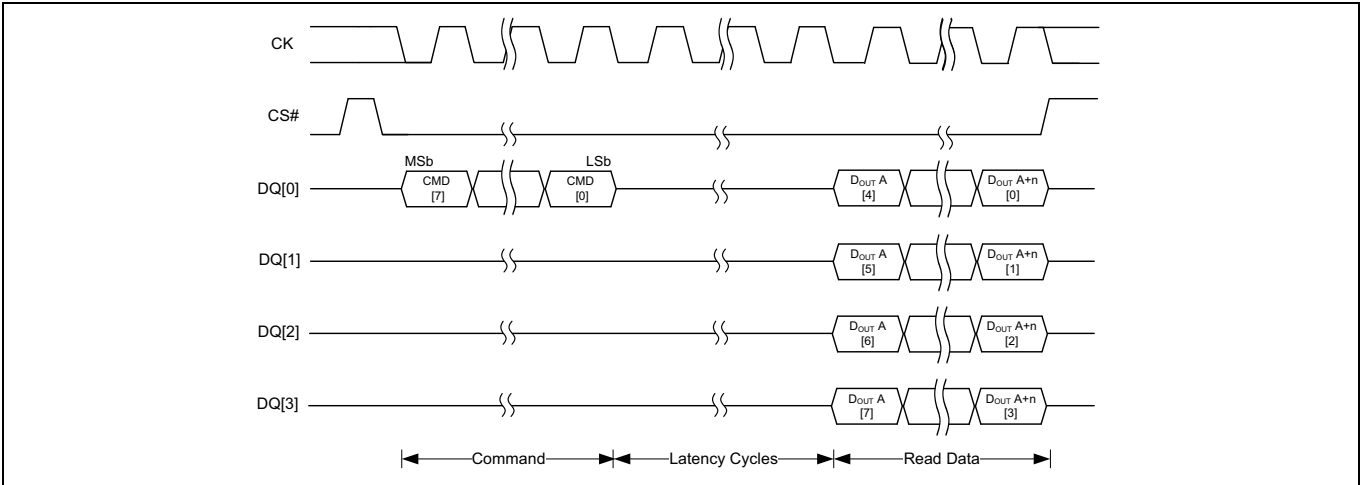 CK
CS#
MSb LSb
DQ[0] CMD [7] CMD [0] DOUT A [4] DOUT A+n [0]
DQ[1] DOUT A [5] DOUT A+n [1]
DQ[2] DOUT A [6] DOUT A+n [2]
DQ[3] DOUT A [7] DOUT A+n [3]
Command Latency Cycles Read Data